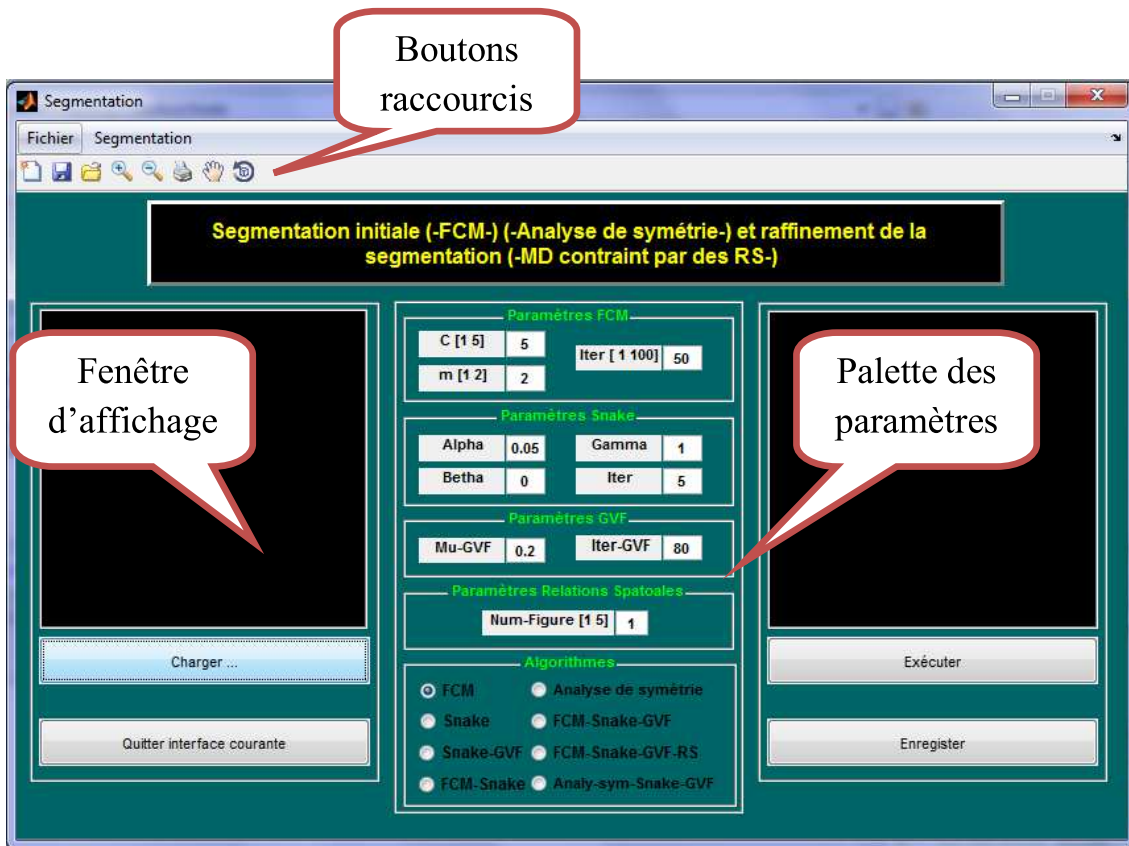 Boutons
raccourcis
Segmentation
Fichier Segmentation
Segmentation initiale (-FCM-) (-Analyse de symétrie-) et raffinement de la
segmentation (-MD contraint par des RS-)
Fenêtre
d'affichage
Charger ...
Quitter interface courante
Paramètres FCM
C [1 5] 5
Iter [ 1 100] 50
m [1 2] 2
Paramètres Snake
Alpha 0.05 Gamma 1
Betha 0 Iter 5
Paramètres GVF
Mu-GVF 0.2 Iter-GVF 80
Paramètres Relations Spatoales
Num-Figure [1 5] 1
Algorithmes
FCM Analyse de symétrie
Snake FCM-Snake-GVF
Snake-GVF FCM-Snake-GVF-RS
FCM-Snake Analy-sym-Snake-GVF
Palette des
paramètres
Exécuter
Enregister